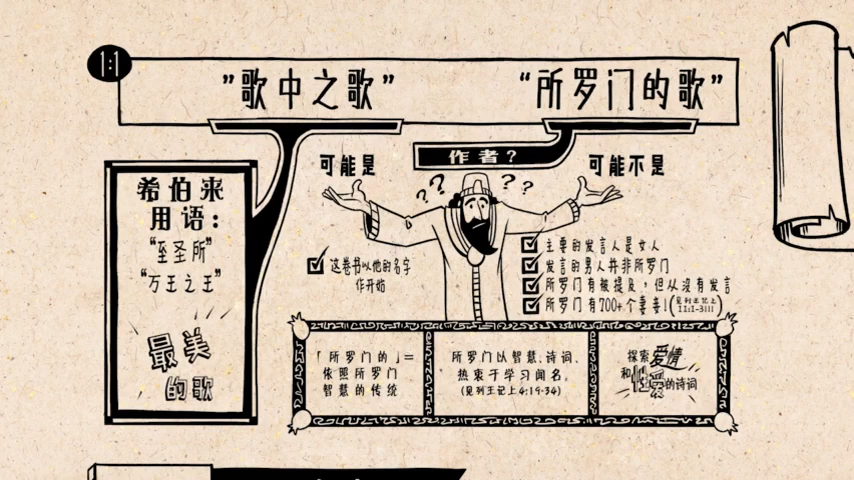 1:1
”歌中之歌”
“所罗门的歌”
作者？
可能是
可能不是
希伯来
用语：
“至圣所”
“万王之王”
最美
的歌
? ?
? ?
这卷书以他的名字
作开始
主要的发言人是女人
发言的男人并非所罗门
所罗门有被提及，但从没有发言
所罗门有700+个妻妾!(见列王记上 11:1-3)
「所罗门的」=
依照所罗门
智慧的传统
所罗门以智慧、诗词、
热衷于学习闻名。
(见列王记上4:19-34)
探索爱情
和性爱的诗词